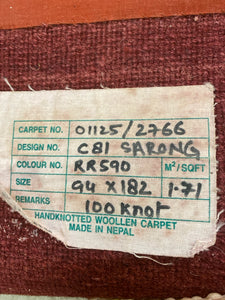 CARPET NO. 01125/2766
DESIGN NO. C81 SARONG
COLOUR NO. RR590 M²/SQFT
SIZE 94 X 182 1.71
REMARKS 100 Knot
HANDKNOTTED WOOLLEN CARPET
MADE IN NEPAL